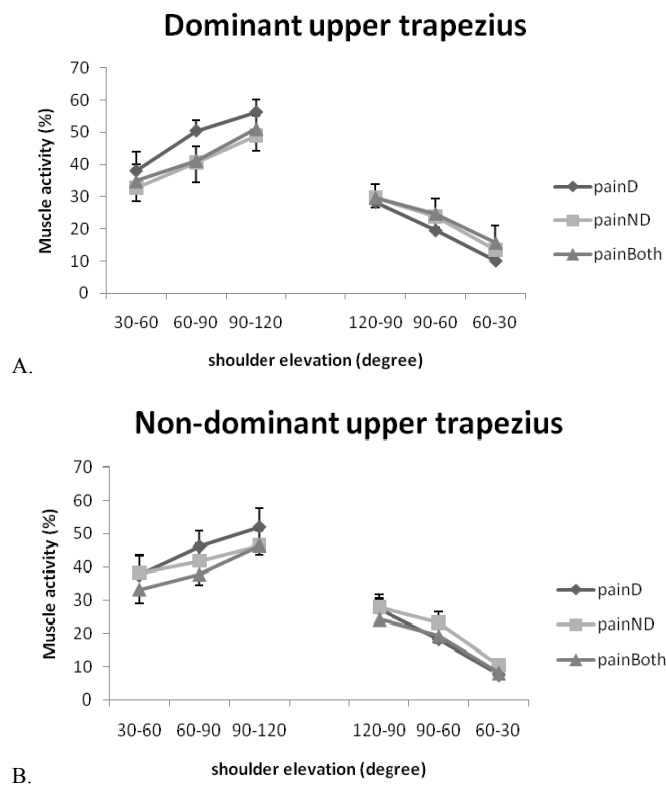 Dominant upper trapezius
70
60
50
40
30
20
10
0
Muscle activity (%)
30-60 60-90 90-120 120-90 90-60 60-30
shoulder elevation (degree)
painD
painND
painBoth
A.
Non-dominant upper trapezius
70
60
50
40
30
20
10
0
Muscle activity (%)
30-60 60-90 90-120 120-90 90-60 60-30
shoulder elevation (degree)
painD
painND
painBoth
B.